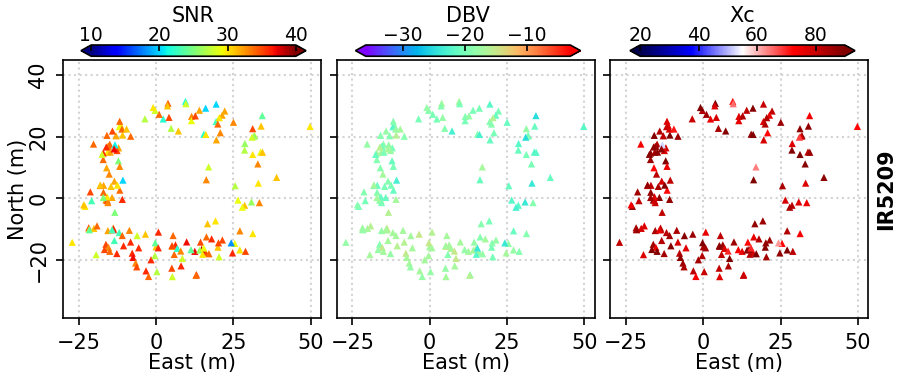 SNR DBV Xc
10 20 30 40 −30 −20 −10 20 40 60 80
40
20
0
−20
North (m)
IR5209
−25 0 25 50 −25 0 25 50 −25 0 25 50
East (m) East (m) East (m)